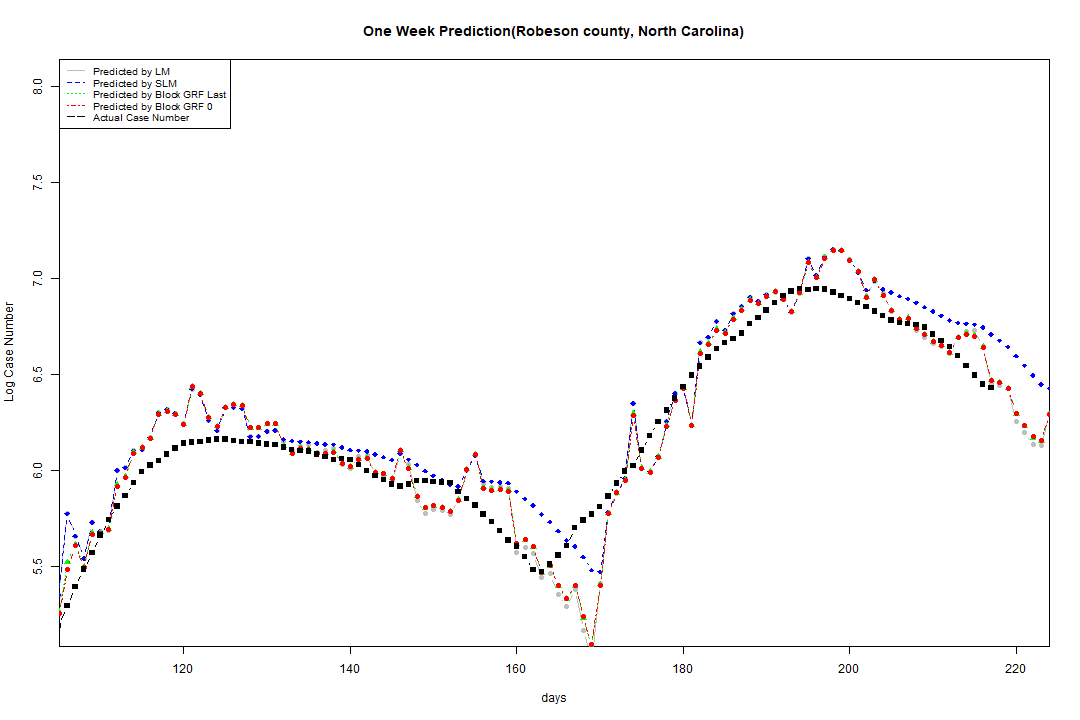 One Week Prediction(Robeson county, North Carolina)
Predicted by LM
Predicted by SLM
Predicted by Block GRF Last
Predicted by Block GRF 0
Actual Case Number
8.0
7.5
7.0
6.5
6.0
5.5
Log Case Number
120 140 160 180 200 220
days